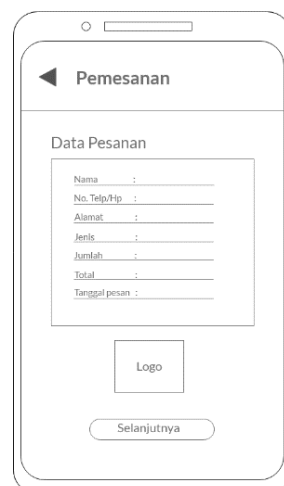 Pemesanan
Data Pesanan
Nama :
No. Telp/Hp :
Alamat :
Jenis :
Jumlah :
Total :
Tanggal pesan :
Logo
Selanjutnya